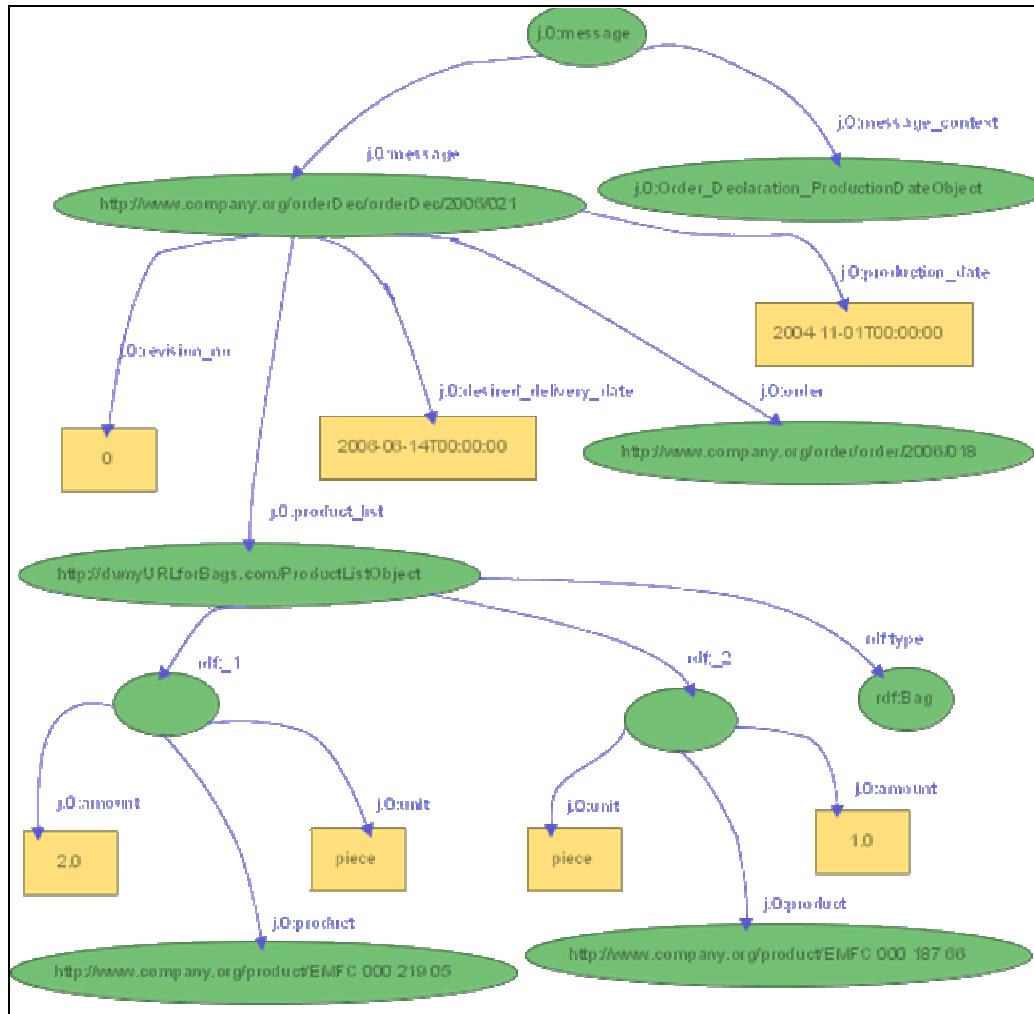 j.0:message
j.0:message_context
j.0:message
j.0:Order_Declaration_ProductionDateObject
http://www.company.org/orderDec/orderDec/2006/021
j.0:production_date
2004-11-01T00:00:00
j.0:revision_no
j.0:desired_delivery_date
j.0:order
0
2006-06-14T00:00:00
http://www.company.org/order/order/2006/018
j.0:product_list
http://dumyURLforBags.com/ProductListObject
rdf:_1
rdf:_2
rdf:type
rdf:Bag
j.0:amount
j.0:unit
j.0:unit
j.0:amount
2.0
piece
piece
1.0
j.0:product
j.0:product
http://www.company.org/product/EMFC 000 219 05
http://www.company.org/product/EMFC 000 187 66